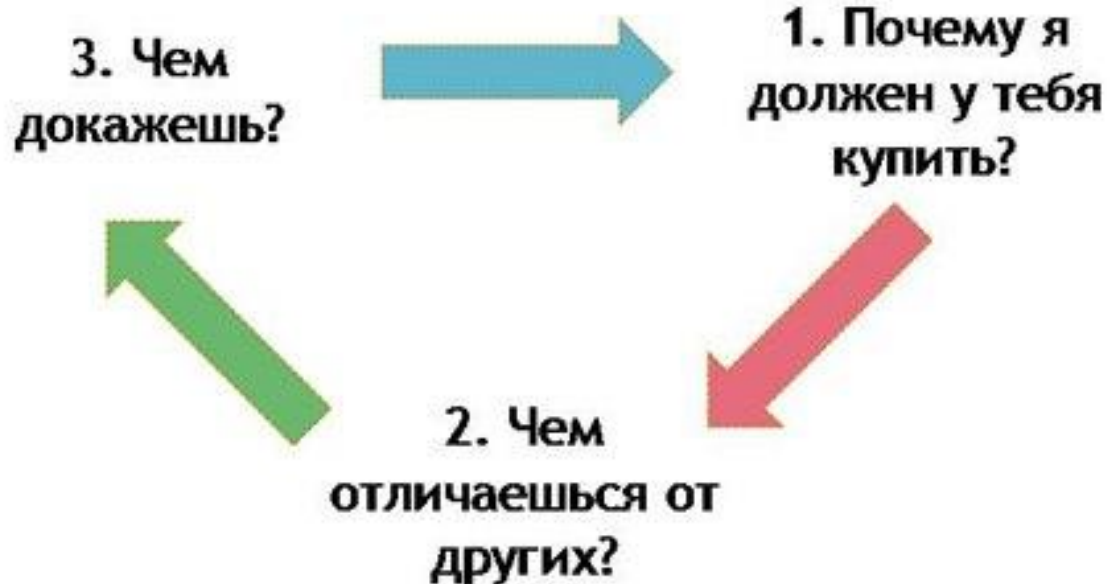 3. Чем
докажешь?
1. Почему я
должен у тебя
купить?
2. Чем
отличаешься от
других?